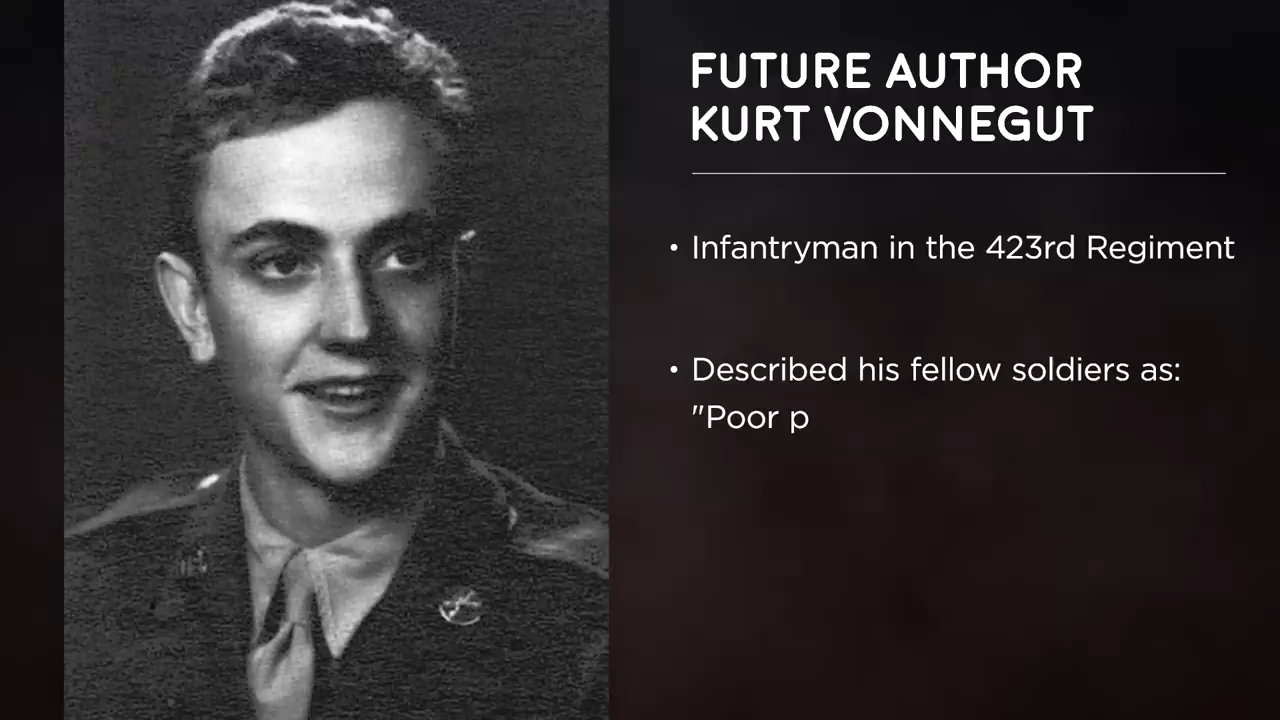 FUTURE AUTHOR
KURT VONNEGUT
• Infantryman in the 423rd Regiment
• Described his fellow soldiers as:
"Poor p